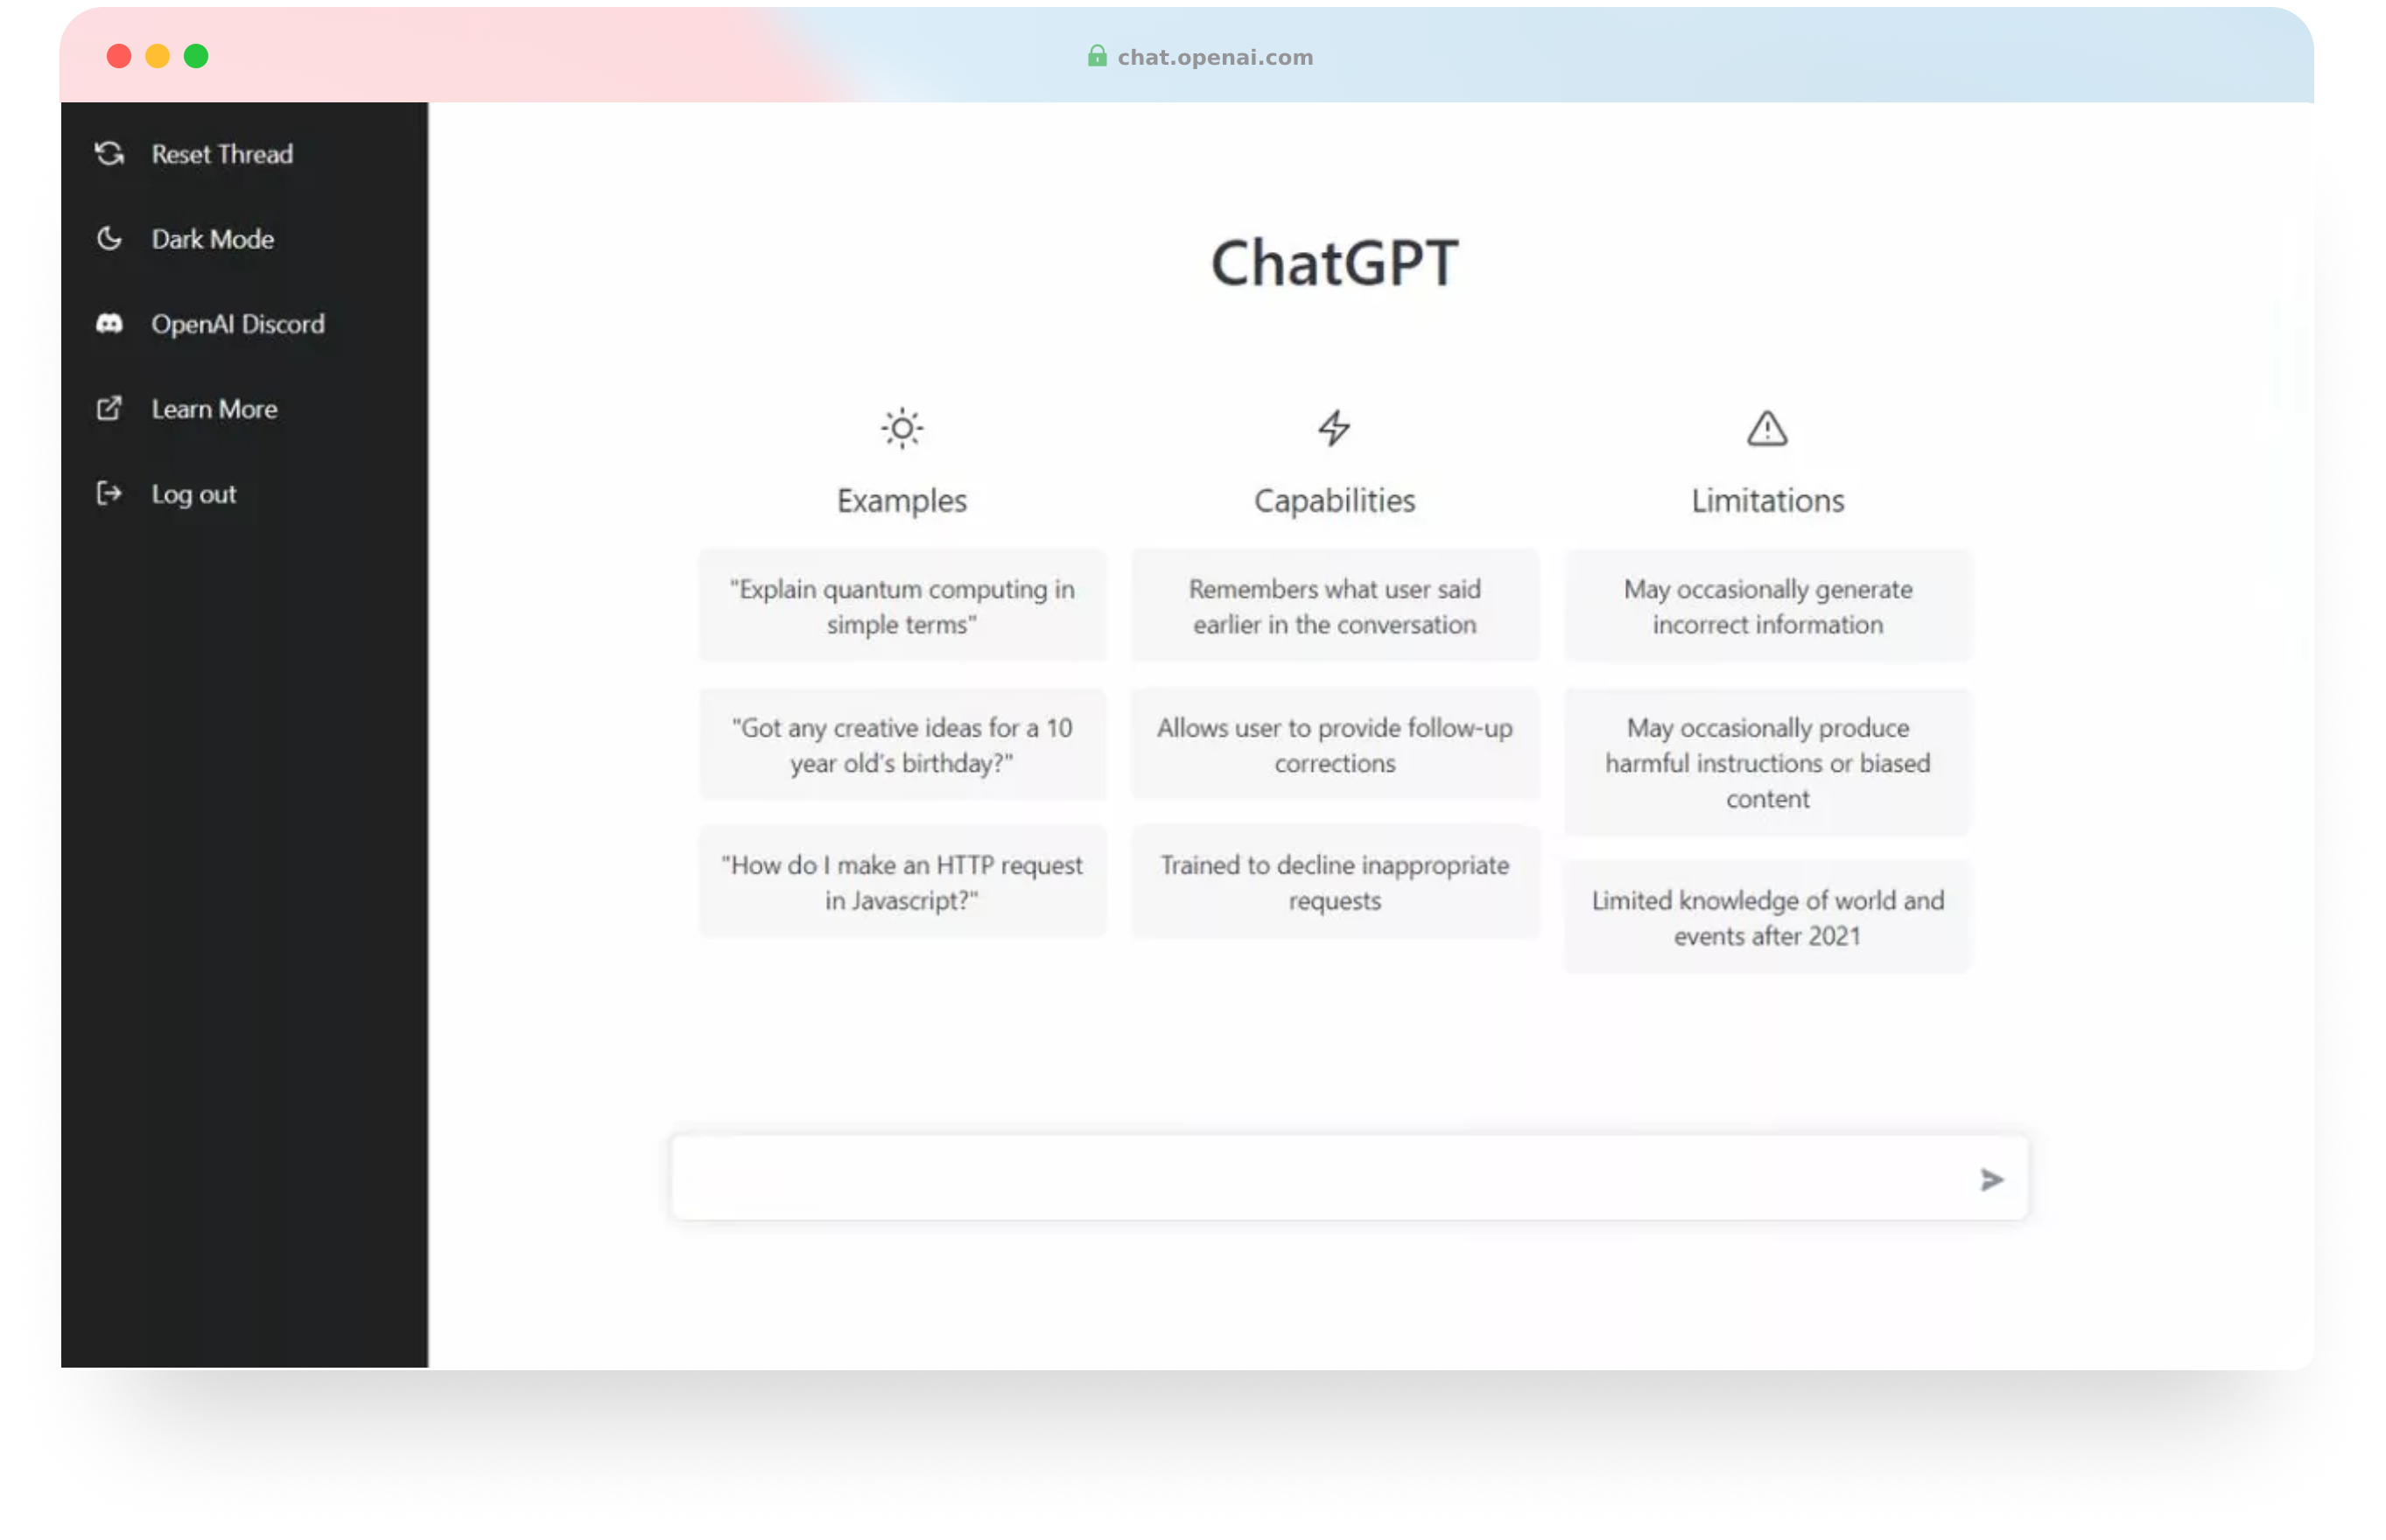 chat.openai.com
Reset Thread
Dark Mode
OpenAI Discord
Learn More
Log out
ChatGPT
Examples
"Explain quantum computing in
simple terms"
"Got any creative ideas for a 10
year old's birthday?"
"How do I make an HTTP request
in Javascript?"
Capabilities
Remembers what user said
earlier in the conversation
Allows user to provide follow-up
corrections
Trained to decline inappropriate
requests
Limitations
May occasionally generate
incorrect information
May occasionally produce
harmful instructions or biased
content
Limited knowledge of world and
events after 2021